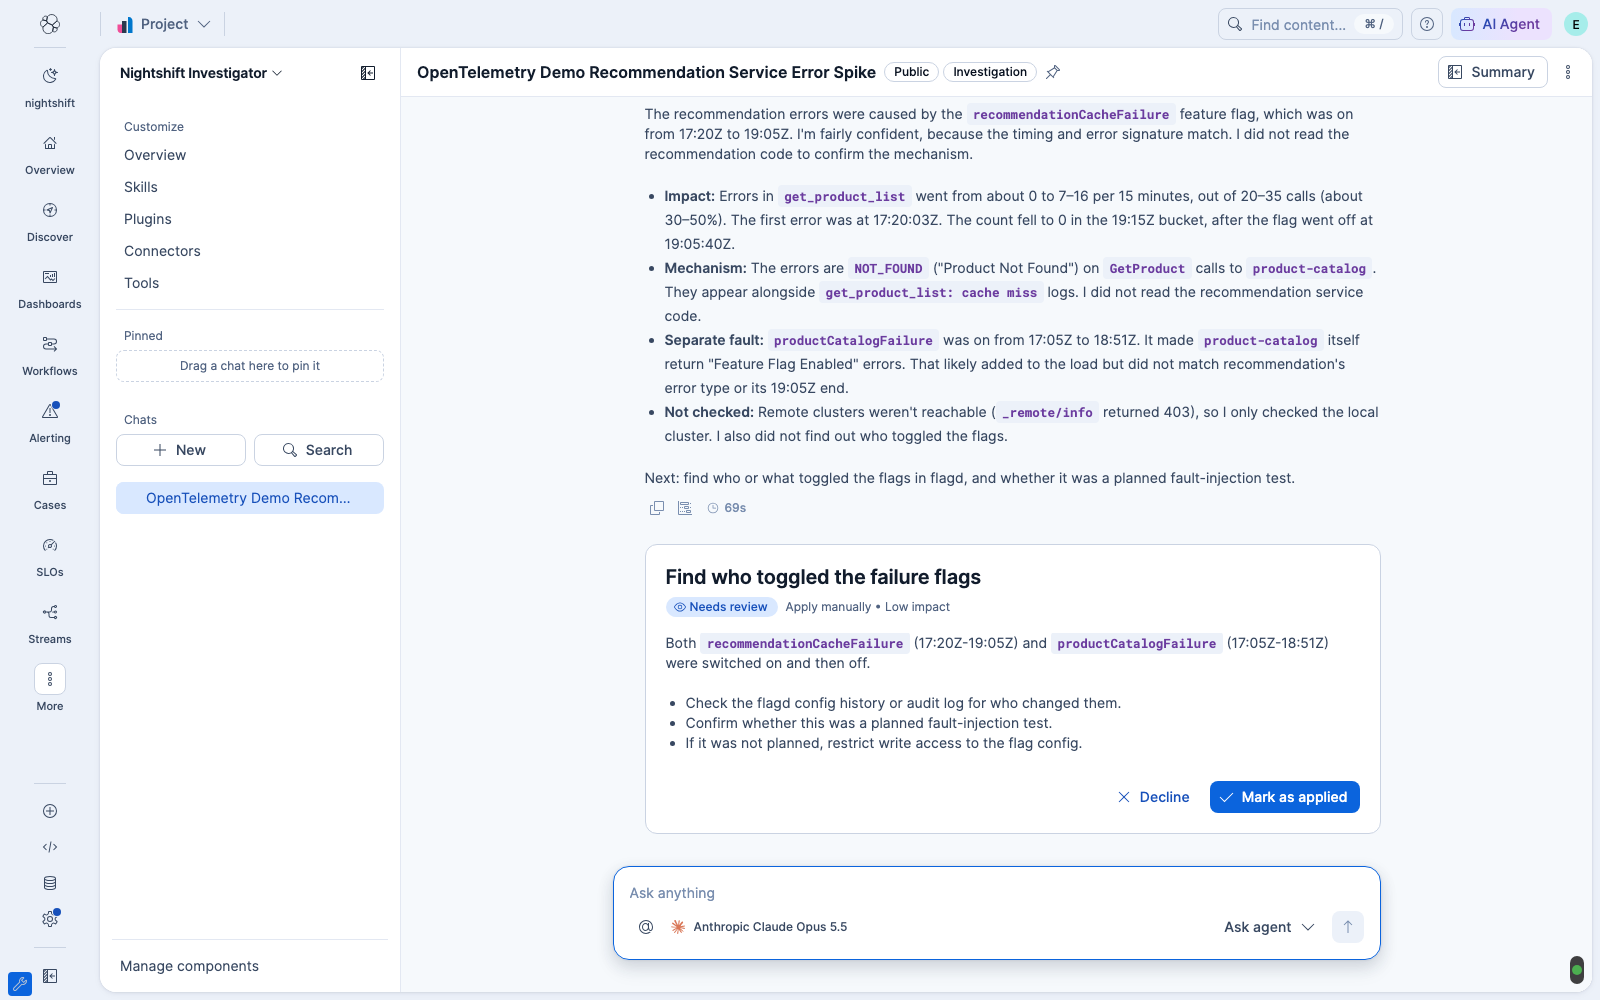 Project
Find content...
⌘ /
AI Agent
E
nightshift
Overview
Discover
Dashboards
Workflows
Alerting
Cases
SLOs
Streams
More
Nightshift Investigator
Customize
Overview
Skills
Plugins
Connectors
Tools
Pinned
Drag a chat here to pin it
Chats
New
Search
OpenTelemetry Demo Recom...
Manage components
OpenTelemetry Demo Recommendation Service Error Spike
Public
Investigation
Summary
The recommendation errors were caused by the recommendationCacheFailure feature flag, which was on
from 17:20Z to 19:05Z. I'm fairly confident, because the timing and error signature match. I did not read the
recommendation code to confirm the mechanism.
• Impact: Errors in get_product_list went from about 0 to 7–16 per 15 minutes, out of 20–35 calls (about
30–50%). The first error was at 17:20:03Z. The count fell to 0 in the 19:15Z bucket, after the flag went off at
19:05:40Z.
• Mechanism: The errors are NOT_FOUND ("Product Not Found") on GetProduct calls to product-catalog .
They appear alongside get_product_list: cache miss logs. I did not read the recommendation service
code.
• Separate fault: productCatalogFailure was on from 17:05Z to 18:51Z. It made product-catalog itself
return "Feature Flag Enabled" errors. That likely added to the load but did not match recommendation's
error type or its 19:05Z end.
• Not checked: Remote clusters weren't reachable ( _remote/info returned 403), so I only checked the local
cluster. I also did not find out who toggled the flags.
Next: find who or what toggled the flags in flagd, and whether it was a planned fault-injection test.
69s
Find who toggled the failure flags
Needs review
Apply manually • Low impact
Both recommendationCacheFailure (17:20Z-19:05Z) and productCatalogFailure (17:05Z-18:51Z)
were switched on and then off.
• Check the flagd config history or audit log for who changed them.
• Confirm whether this was a planned fault-injection test.
• If it was not planned, restrict write access to the flag config.
Decline
Mark as applied
Ask anything
@
Anthropic Claude Opus 5.5
Ask agent